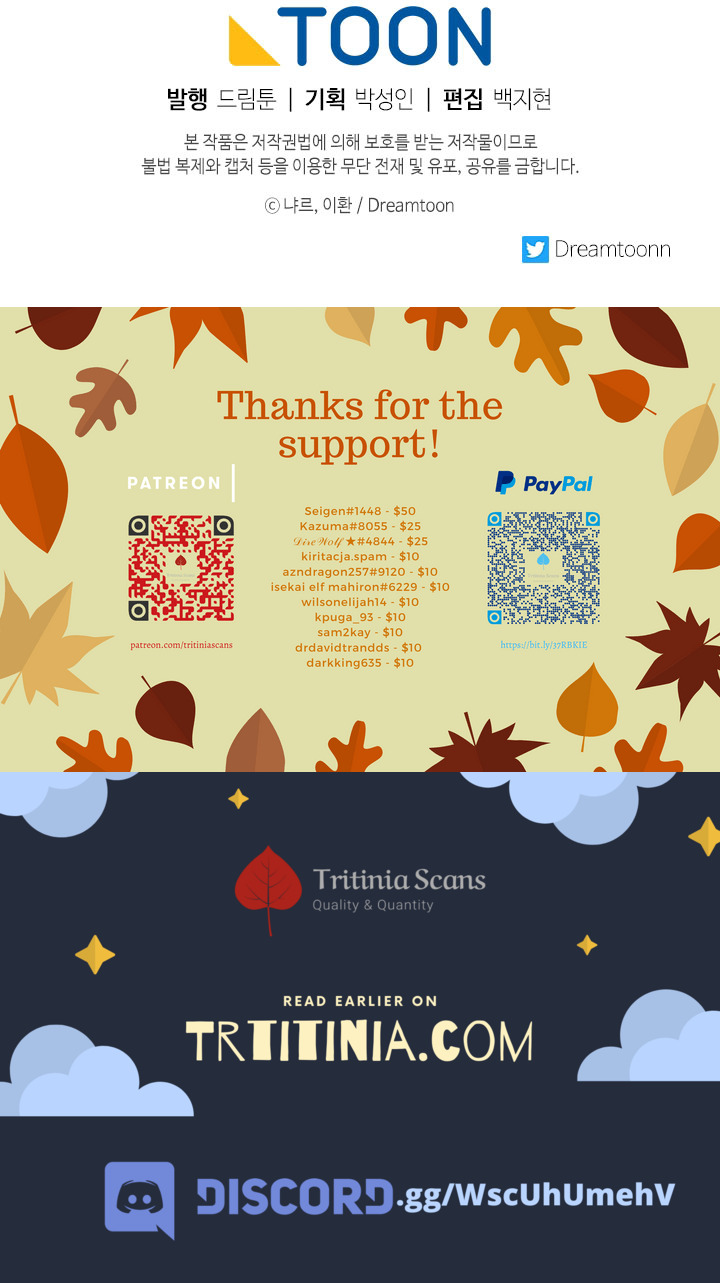 TOON
발행 드림툰 | 기획 박성인 | 편집 백지현
본 작품은 저작권법에 의해 보호를 받는 저작물이므로
불법 복제와 캡처 등을 이용한 무단 전재 및 유포, 공유를 금합니다.
ⓒ 냐르, 이환 / Dreamtoon
Dreamtoonn
Thanks for the
support!
PATREON
patreon.com/tritiniascans
Seigen#1448 - $50
Kazuma#8055 - $25
𝒟𝒾𝓇𝑒𝒲𝑜𝓁𝒻 ★#4844 - $25
kiritacja.spam - $10
azndragon257#9120 - $10
isekai elf mahiron#6229 - $10
wilsonelijah14 - $10
kpuga_93 - $10
sam2kay - $10
drdavidtrandds - $10
darkking635 - $10
PayPal
https://bit.ly/37RBKIE
Tritinia Scans
Quality & Quantity
READ EARLIER ON
TRTITINIA.COM
DISCORD.gg/WscUhUmehV